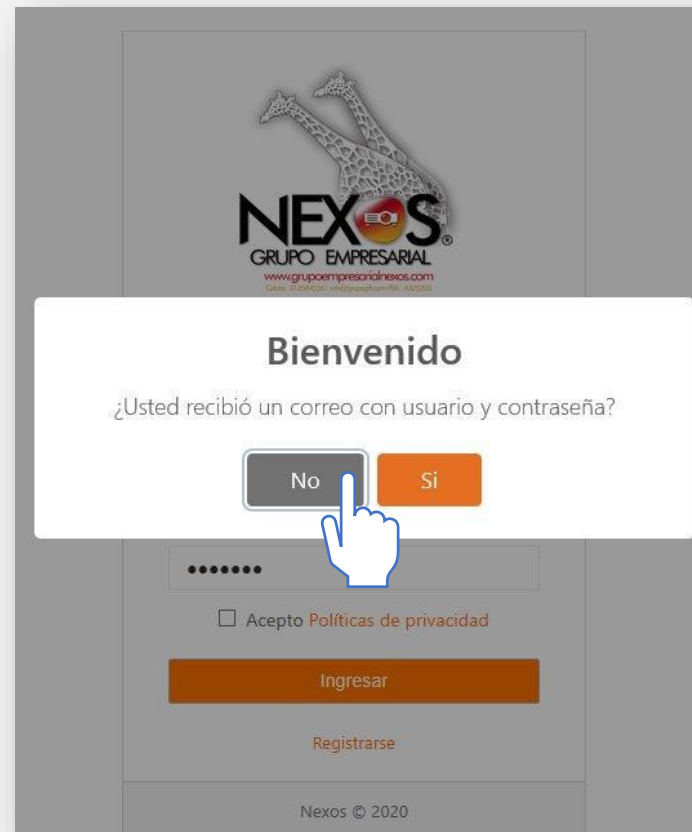 NEXOS®
GRUPO EMPRESARIAL
www.grupoempresarialnexos.com
Bienvenido
¿Usted recibió un correo con usuario y contraseña?
No
Si
•••••••
Acepto Políticas de privacidad
Ingresar
Registrarse
Nexos © 2020